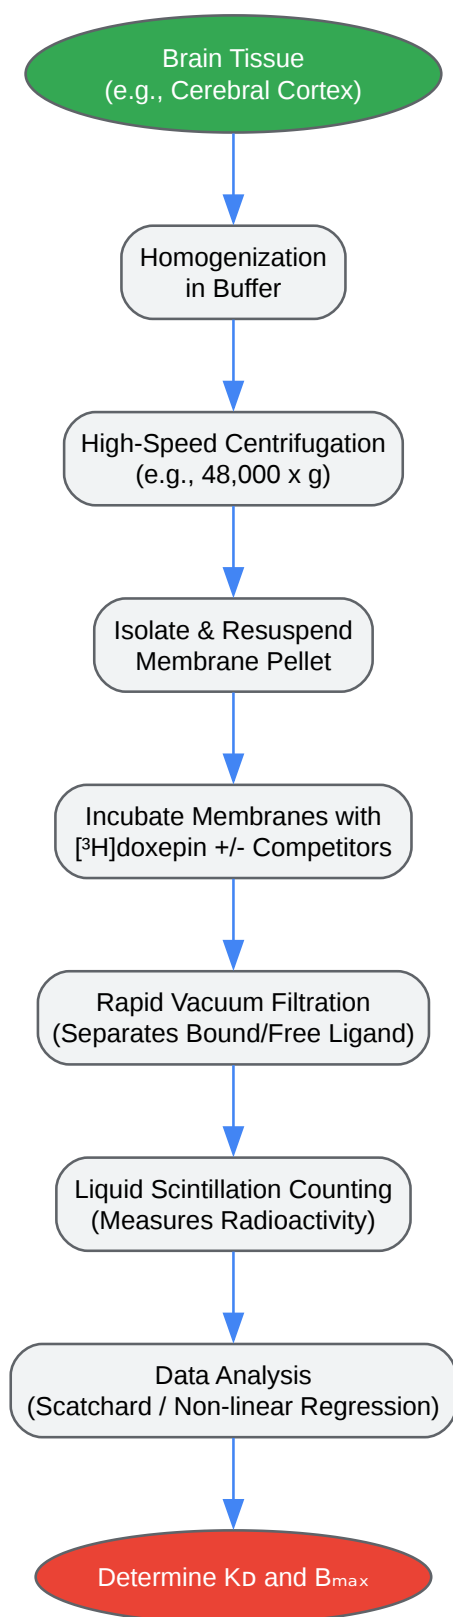 Brain Tissue
(e.g., Cerebral Cortex)
Homogenization
in Buffer
High-Speed Centrifugation
(e.g., 48,000 x g)
Isolate & Resuspend
Membrane Pellet
Incubate Membranes with
[³H]doxepin +/- Competitors
Rapid Vacuum Filtration
(Separates Bound/Free Ligand)
Liquid Scintillation Counting
(Measures Radioactivity)
Data Analysis
(Scatchard / Non-linear Regression)
Determine Kᴅ and Bₘₐₓ